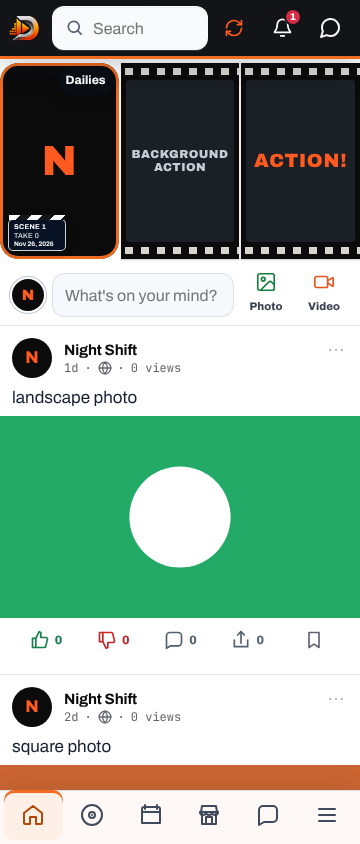 Search
1
Dailies
N
SCENE 1
TAKE 0
Nov 26, 2026
BACKGROUND
ACTION
ACTION!
N
What's on your mind?
Photo
Video
N
Night Shift
1d · · 0 views
landscape photo
0
0
0
0
N
Night Shift
2d · · 0 views
square photo